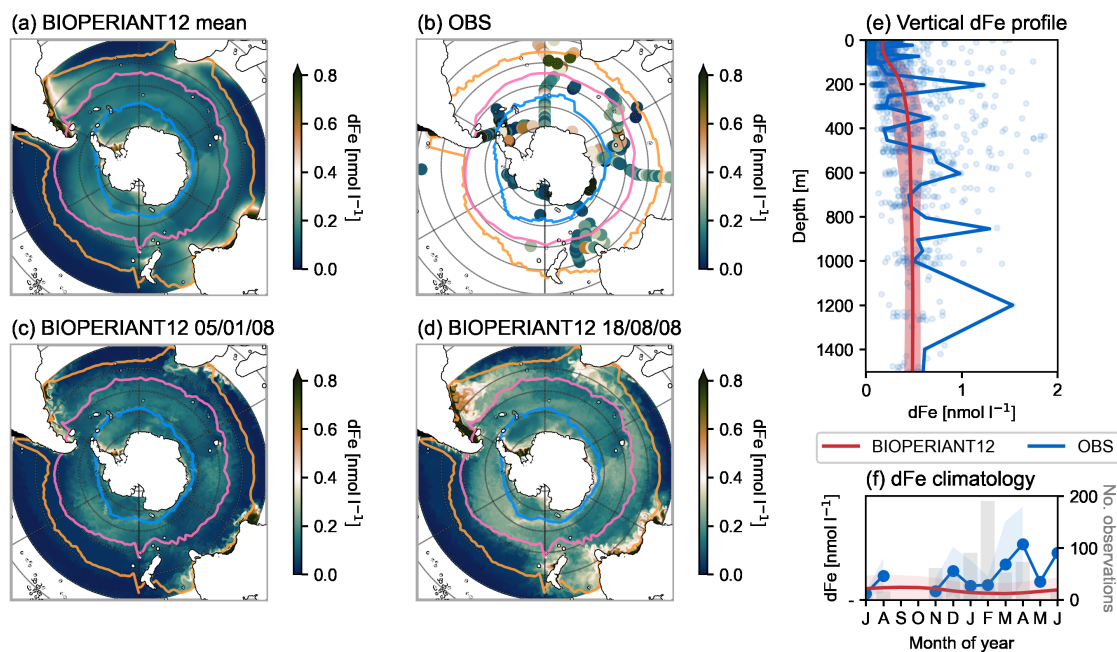 (a) BIOPERIANT12 mean
0.8
0.6
0.4
0.2
0.0
dFe [nmol l⁻¹]
(b) OBS
0.8
0.6
0.4
0.2
0.0
dFe [nmol l⁻¹]
(e) Vertical dFe profile
0
200
400
600
800
1000
1200
1400
Depth [m]
0 1 2
dFe [nmol l⁻¹]
(c) BIOPERIANT12 05/01/08
0.8
0.6
0.4
0.2
0.0
dFe [nmol l⁻¹]
(d) BIOPERIANT12 18/08/08
0.8
0.6
0.4
0.2
0.0
dFe [nmol l⁻¹]
BIOPERIANT12 OBS
(f) dFe climatology
dFe [nmol l⁻¹]
-
200
100
0
No. observations
J A S O N D J F M A M J
Month of year